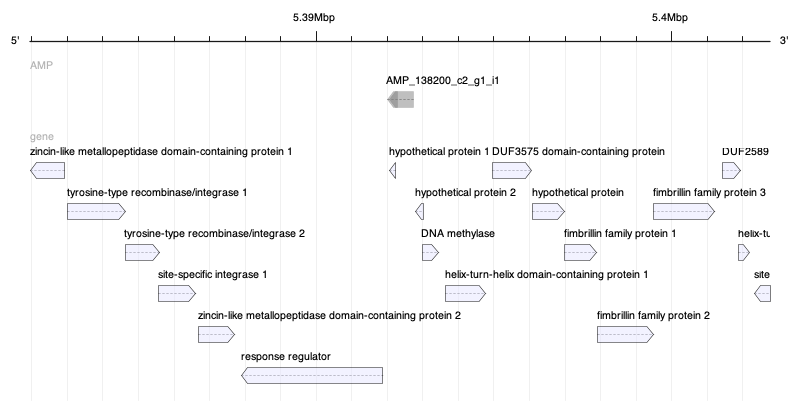 5.39Mbp 5.4Mbp
5' 3'
AMP
AMP_138200_c2_g1_i1
gene
zincin-like metallopeptidase domain-containing protein 1 hypothetical protein 1 DUF3575 domain-containing protein DUF2589
tyrosine-type recombinase/integrase 1 hypothetical protein 2 hypothetical protein fimbrillin family protein 3
tyrosine-type recombinase/integrase 2 DNA methylase fimbrillin family protein 1 helix-tu
site-specific integrase 1 helix-turn-helix domain-containing protein 1 site
zincin-like metallopeptidase domain-containing protein 2 fimbrillin family protein 2
response regulator